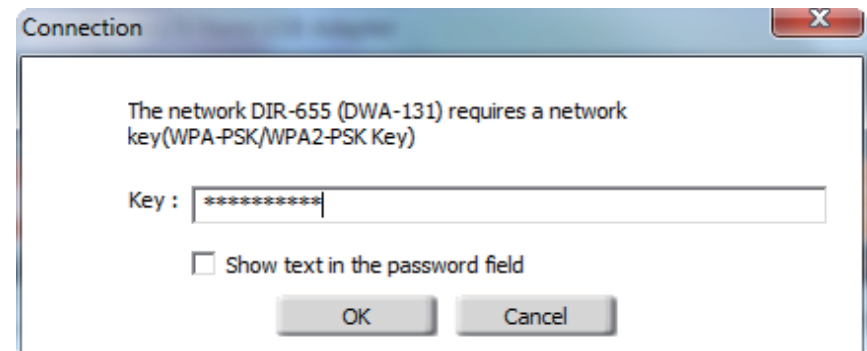 Connection
The network DIR-655 (DWA-131) requires a network
key(WPA-PSK/WPA2-PSK Key)
Key : **********
Show text in the password field
OK Cancel